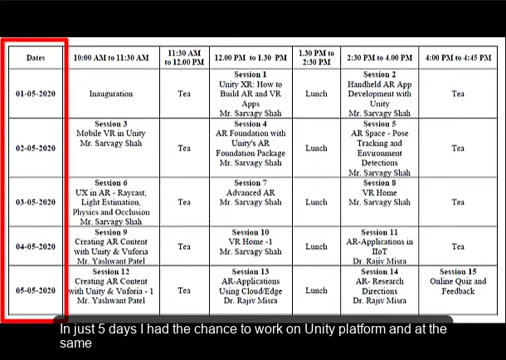 Dates 10:00 AM to 11:30 AM 11:30 AM to 12.00 PM 12.00 PM to 1.30 PM 1.30 PM to 2:30 PM 2:30 PM to 4.00 PM 4:00 PM to 4:45 PM
01-05-2020
Inauguration
Tea
Session 1
Unity XR: How to
Build AR and VR
Apps
Mr. Sarvagy Shah
Lunch
Session 2
Handheld AR App
Development with
Unity
Mr. Sarvagy Shah
Tea
02-05-2020
Session 3
Mobile VR in Unity
Mr. Sarvagy Shah
Tea
Session 4
AR Foundation with
Unity's AR
Foundation Package
Mr. Sarvagy Shah
Lunch
Session 5
AR Space - Pose
Tracking and
Environment
Detections
Mr. Sarvagy Shah
Tea
03-05-2020
Session 6
UX in AR - Raycast,
Light Estimation,
Physics and Occlusion
Mr. Sarvagy Shah
Tea
Session 7
Advanced AR
Mr. Sarvagy Shah
Lunch
Session 8
VR Home
Mr. Sarvagy Shah
Tea
04-05-2020
Session 9
Creating AR Content
with Unity & Vuforia
Mr. Yashwant Patel
Tea
Session 10
VR Home -1
Mr. Sarvagy Shah
Lunch
Session 11
AR-Applications in
IIoT
Dr. Rajiv Misra
Tea
05-05-2020
Session 12
Creating AR Content
with Unity & Vuforia - 1
Mr. Yashwant Patel
Tea
Session 13
AR-Applications
Using Cloud/Edge
Dr. Rajiv Misra
Lunch
Session 14
AR- Research
Directions
Dr. Rajiv Misra
Session 15
Online Quiz and
Feedback
In just 5 days I had the chance to work on Unity platform and at the
same